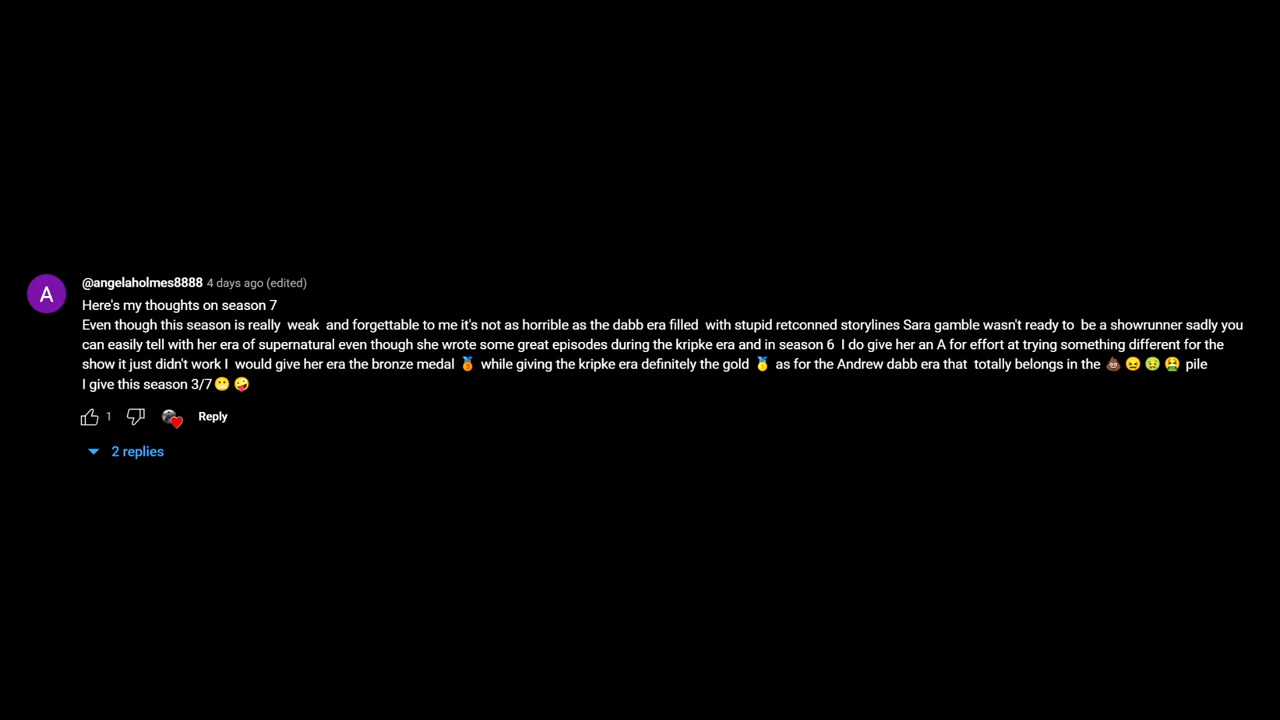 A
@angelaholmes8888 4 days ago (edited)
Here's my thoughts on season 7
Even though this season is really  weak  and forgettable to me it's not as horrible as the dabb era filled  with stupid retconned storylines Sara gamble wasn't ready to  be a showrunner sadly you
can easily tell with her era of supernatural even though she wrote some great episodes during the kripke era and in season 6  I do give her an A for effort at trying something different for the
show it just didn't work I  would give her era the bronze medal 🥉 while giving the kripke era definitely the gold 🥇 as for the Andrew dabb era that  totally belongs in the 💩 😖 🤢 🤮 pile
I give this season 3/7😬 🤪
1 Reply
2 replies